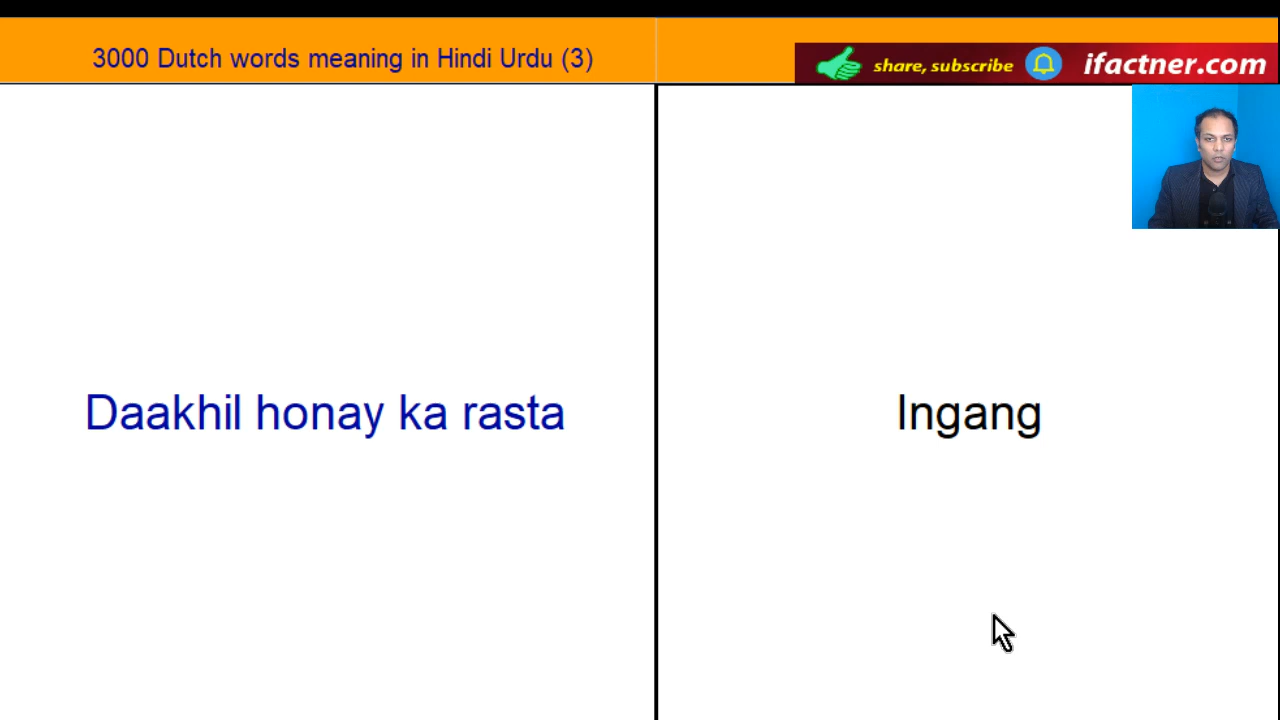 3000 Dutch words meaning in Hindi Urdu (3)
share, subscribe
ifactner.com
Daakhil honay ka rasta
Ingang